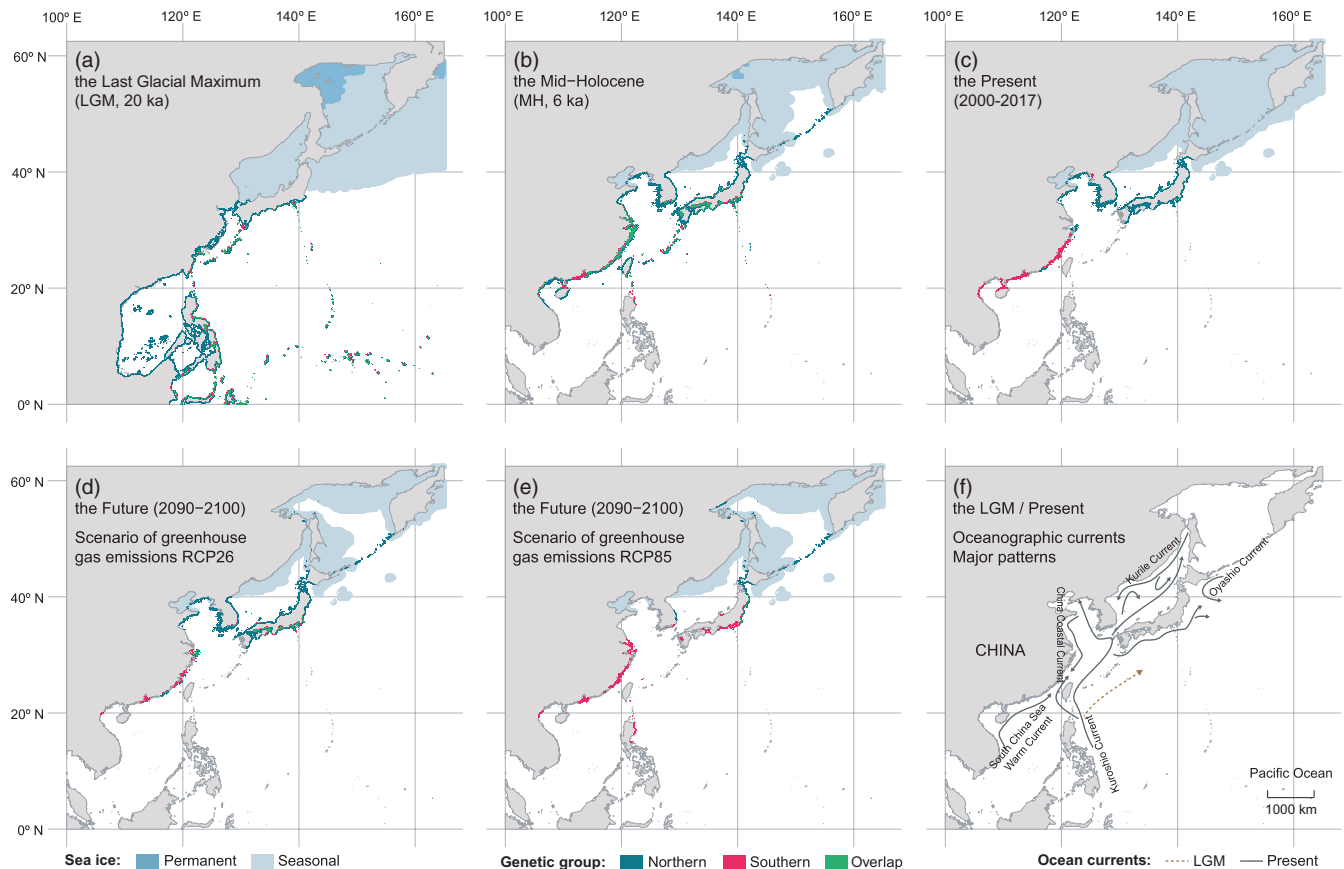 100° E 120° E 140° E 160° E 100° E 120° E 140° E 160° E 100° E 120° E 140° E 160° E
60° N
40° N
20° N
0° N
(a)
the Last Glacial Maximum
(LGM, 20 ka)
(b)
the Mid−Holocene
(MH, 6 ka)
(c)
the Present
(2000-2017)
60° N
40° N
20° N
0° N
(d)
the Future (2090−2100)
Scenario of greenhouse
gas emissions RCP26
(e)
the Future (2090−2100)
Scenario of greenhouse
gas emissions RCP85
(f)
the LGM / Present
Oceanographic currents
Major patterns
Kurile Current
Oyashio Current
China Coastal Current
CHINA
South China Sea
Warm Current
Kuroshio Current
Pacific Ocean
1000 km
Sea ice: Permanent Seasonal
Genetic group: Northern Southern Overlap
Ocean currents: LGM Present